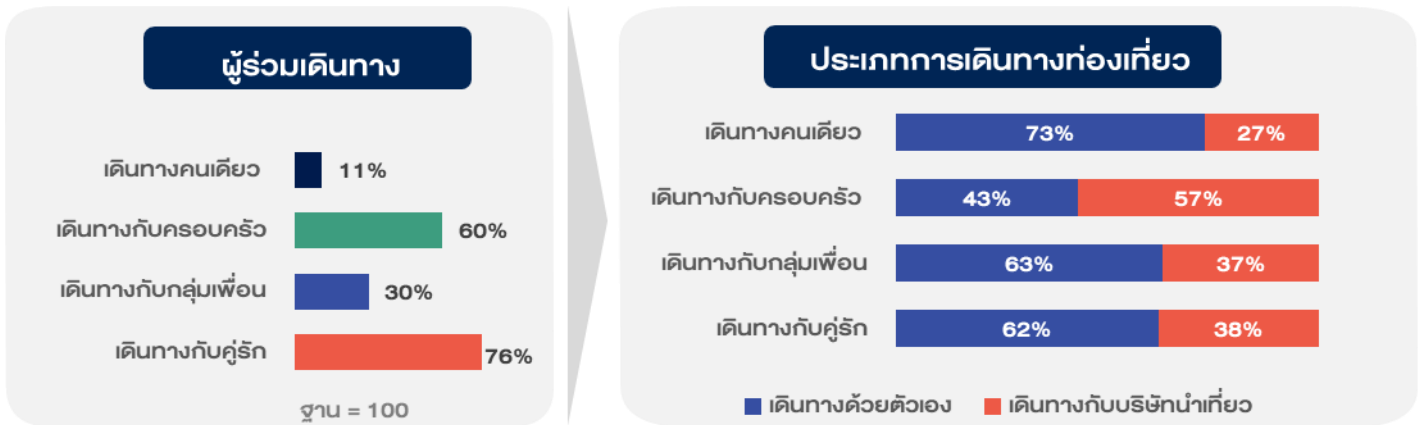 ผู้ร่วมเดินทาง
เดินทางคนเดียว 11%
เดินทางกับครอบครัว 60%
เดินทางกับกลุ่มเพื่อน 30%
เดินทางกับคู่รัก 76%
ฐาน = 100
ประเภทการเดินทางท่องเที่ยว
เดินทางคนเดียว 73% 27%
เดินทางกับครอบครัว 43% 57%
เดินทางกับกลุ่มเพื่อน 63% 37%
เดินทางกับคู่รัก 62% 38%
เดินทางด้วยตัวเอง เดินทางกับบริษัทนำเที่ยว